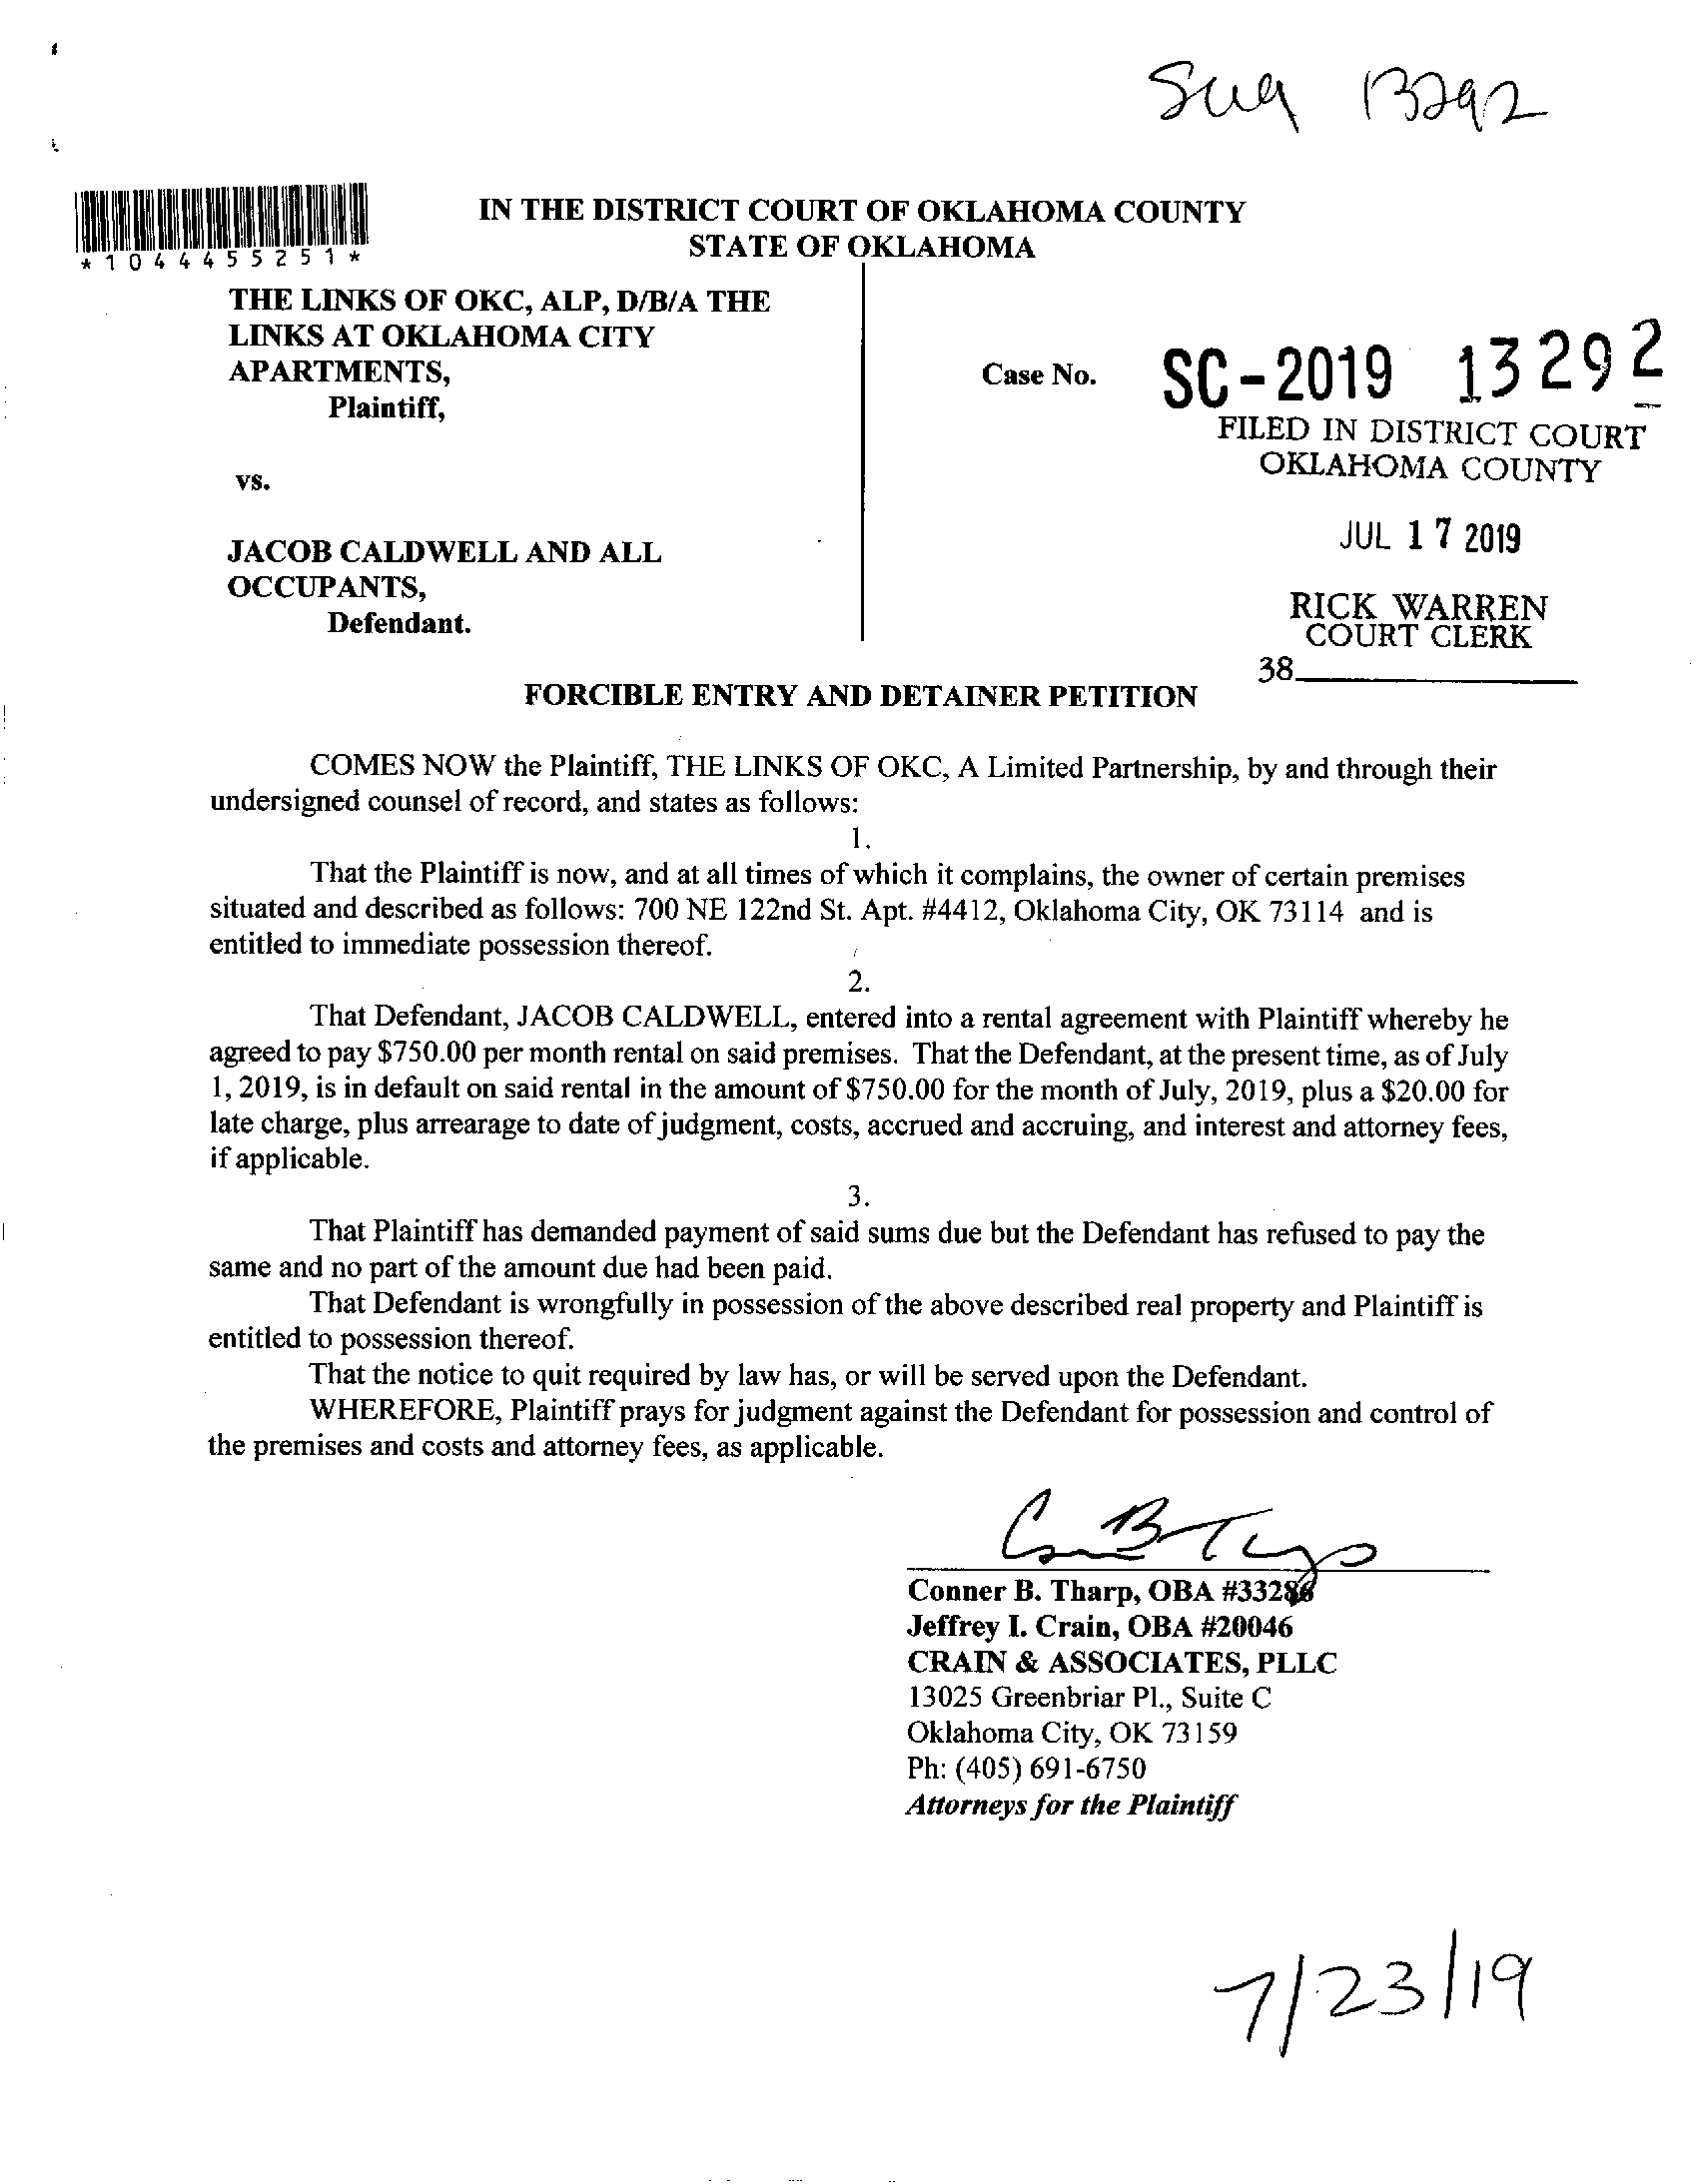 13292
IN THE DISTRICT COURT OF OKLAHOMA COUNTY
STATE OF OKLAHOMA
*1044455251*
THE LINKS OF OKC, ALP, D/B/A THE
LINKS AT OKLAHOMA CITY
APARTMENTS,
Plaintiff,
Case No.
SC-2019 13292
FILED IN DISTRICT COURT
OKLAHOMA COUNTY
vs.
JUL 17 2019
JACOB CALDWELL AND ALL
OCCUPANTS,
Defendant.
RICK WARREN
COURT CLERK
38
FORCIBLE ENTRY AND DETAINER PETITION
COMES NOW the Plaintiff, THE LINKS OF OKC, A Limited Partnership, by and through their
undersigned counsel of record, and states as follows:
1.
That the Plaintiff is now, and at all times of which it complains, the owner of certain premises
situated and described as follows: 700 NE 122nd St. Apt. #4412, Oklahoma City, OK 73114 and is
entitled to immediate possession thereof.
2.
That Defendant, JACOB CALDWELL, entered into a rental agreement with Plaintiff whereby he
agreed to pay $750.00 per month rental on said premises. That the Defendant, at the present time, as of July
1, 2019, is in default on said rental in the amount of $750.00 for the month of July, 2019, plus a $20.00 for
late charge, plus arrearage to date of judgment, costs, accrued and accruing, and interest and attorney fees,
if applicable.
3.
That Plaintiff has demanded payment of said sums due but the Defendant has refused to pay the
same and no part of the amount due had been paid.
That Defendant is wrongfully in possession of the above described real property and Plaintiff is
entitled to possession thereof.
That the notice to quit required by law has, or will be served upon the Defendant.
WHEREFORE, Plaintiff prays for judgment against the Defendant for possession and control of
the premises and costs and attorney fees, as applicable.
Conner B. Tharp, OBA #33286
Jeffrey I. Crain, OBA #20046
CRAIN & ASSOCIATES, PLLC
13025 Greenbriar Pl., Suite C
Oklahoma City, OK 73159
Ph: (405) 691-6750
Attorneys for the Plaintiff
7/23/19